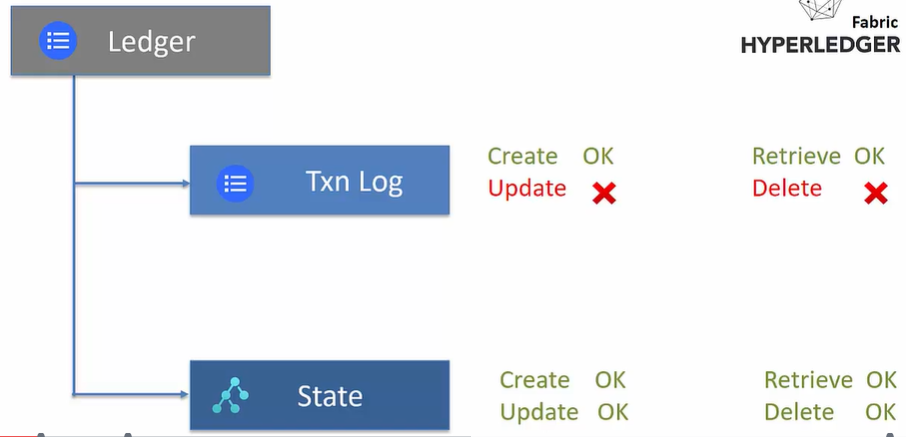 Ledger
Fabric
HYPERLEDGER
Txn Log
Create OK
Retrieve OK
Update
Delete
State
Create OK
Retrieve OK
Update OK
Delete OK